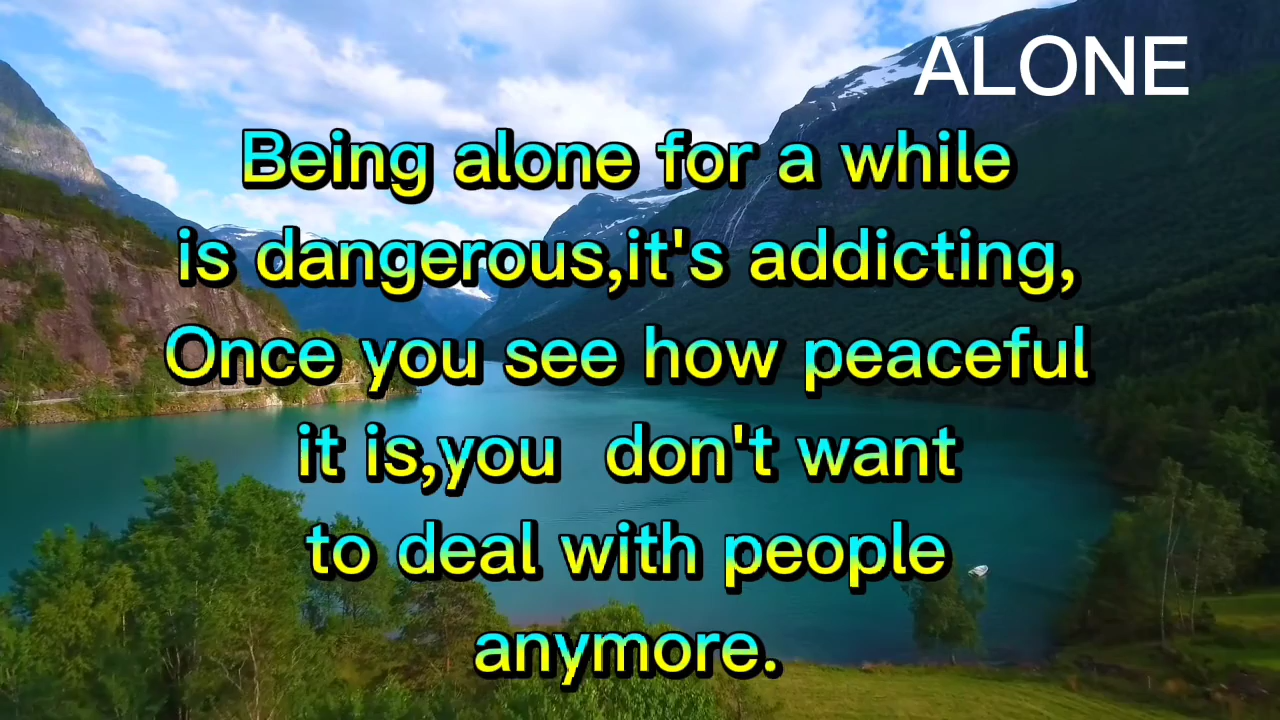 ALONE
Being alone for a while
is dangerous,it's addicting,
Once you see how peaceful
it is,you  don't want
to deal with people
anymore.